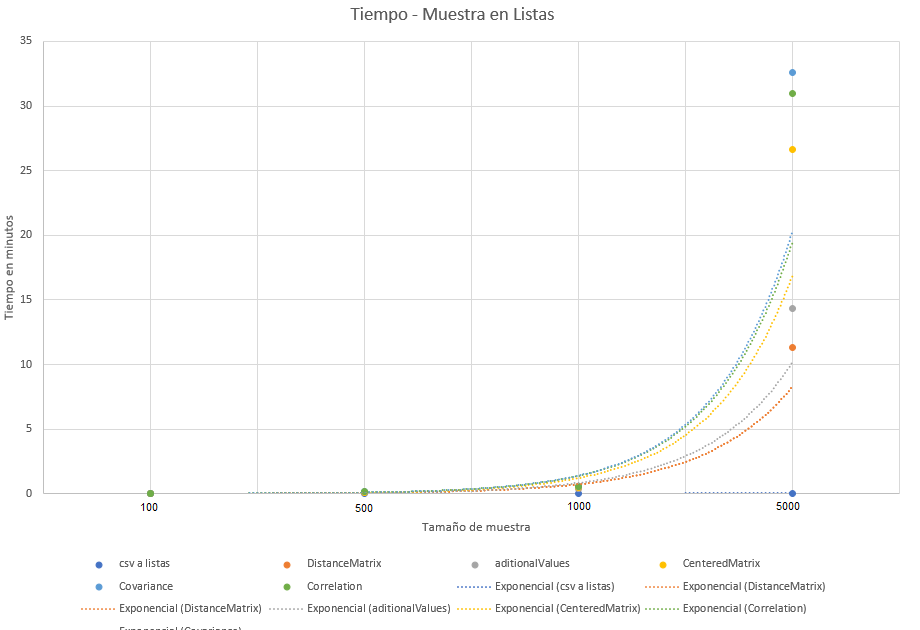 Tiempo - Muestra en Listas
35
30
25
20
15
10
5
0
Tiempo en minutos
100 500 1000 5000
Tamaño de muestra
csv a listas DistanceMatrix aditionalValues CenteredMatrix
Covariance Correlation Exponencial (csv a listas) Exponencial (DistanceMatrix)
Exponencial (DistanceMatrix) Exponencial (aditionalValues) Exponencial (CenteredMatrix) Exponencial (Correlation)
Exponencial (Covariance)